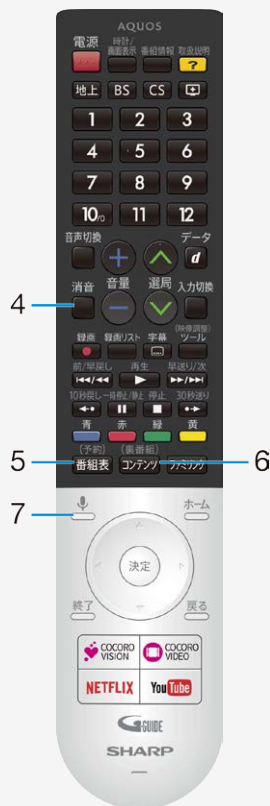 AQUOS
電源 時計/画面表示 番組情報 取扱説明
?
地上 BS CS
1 2 3
4 5 6
7 8 9
10/0 11 12
音声切換 データ
+ d
消音 音量 選局 入力切換
4
−
(映像調整)
録画 録画リスト 字幕 ツール
前/早戻し 再生 早送り/次
10秒戻し 一時停止/静止 停止 30秒送り
青 赤 緑 黄
(予約) (裏番組)
5 番組表 コンテンツ ファミリンク 6
7
ホーム
決定
終了 戻る
COCORO VISION COCORO VIDEO
NETFLIX YouTube
G-GUIDE
SHARP